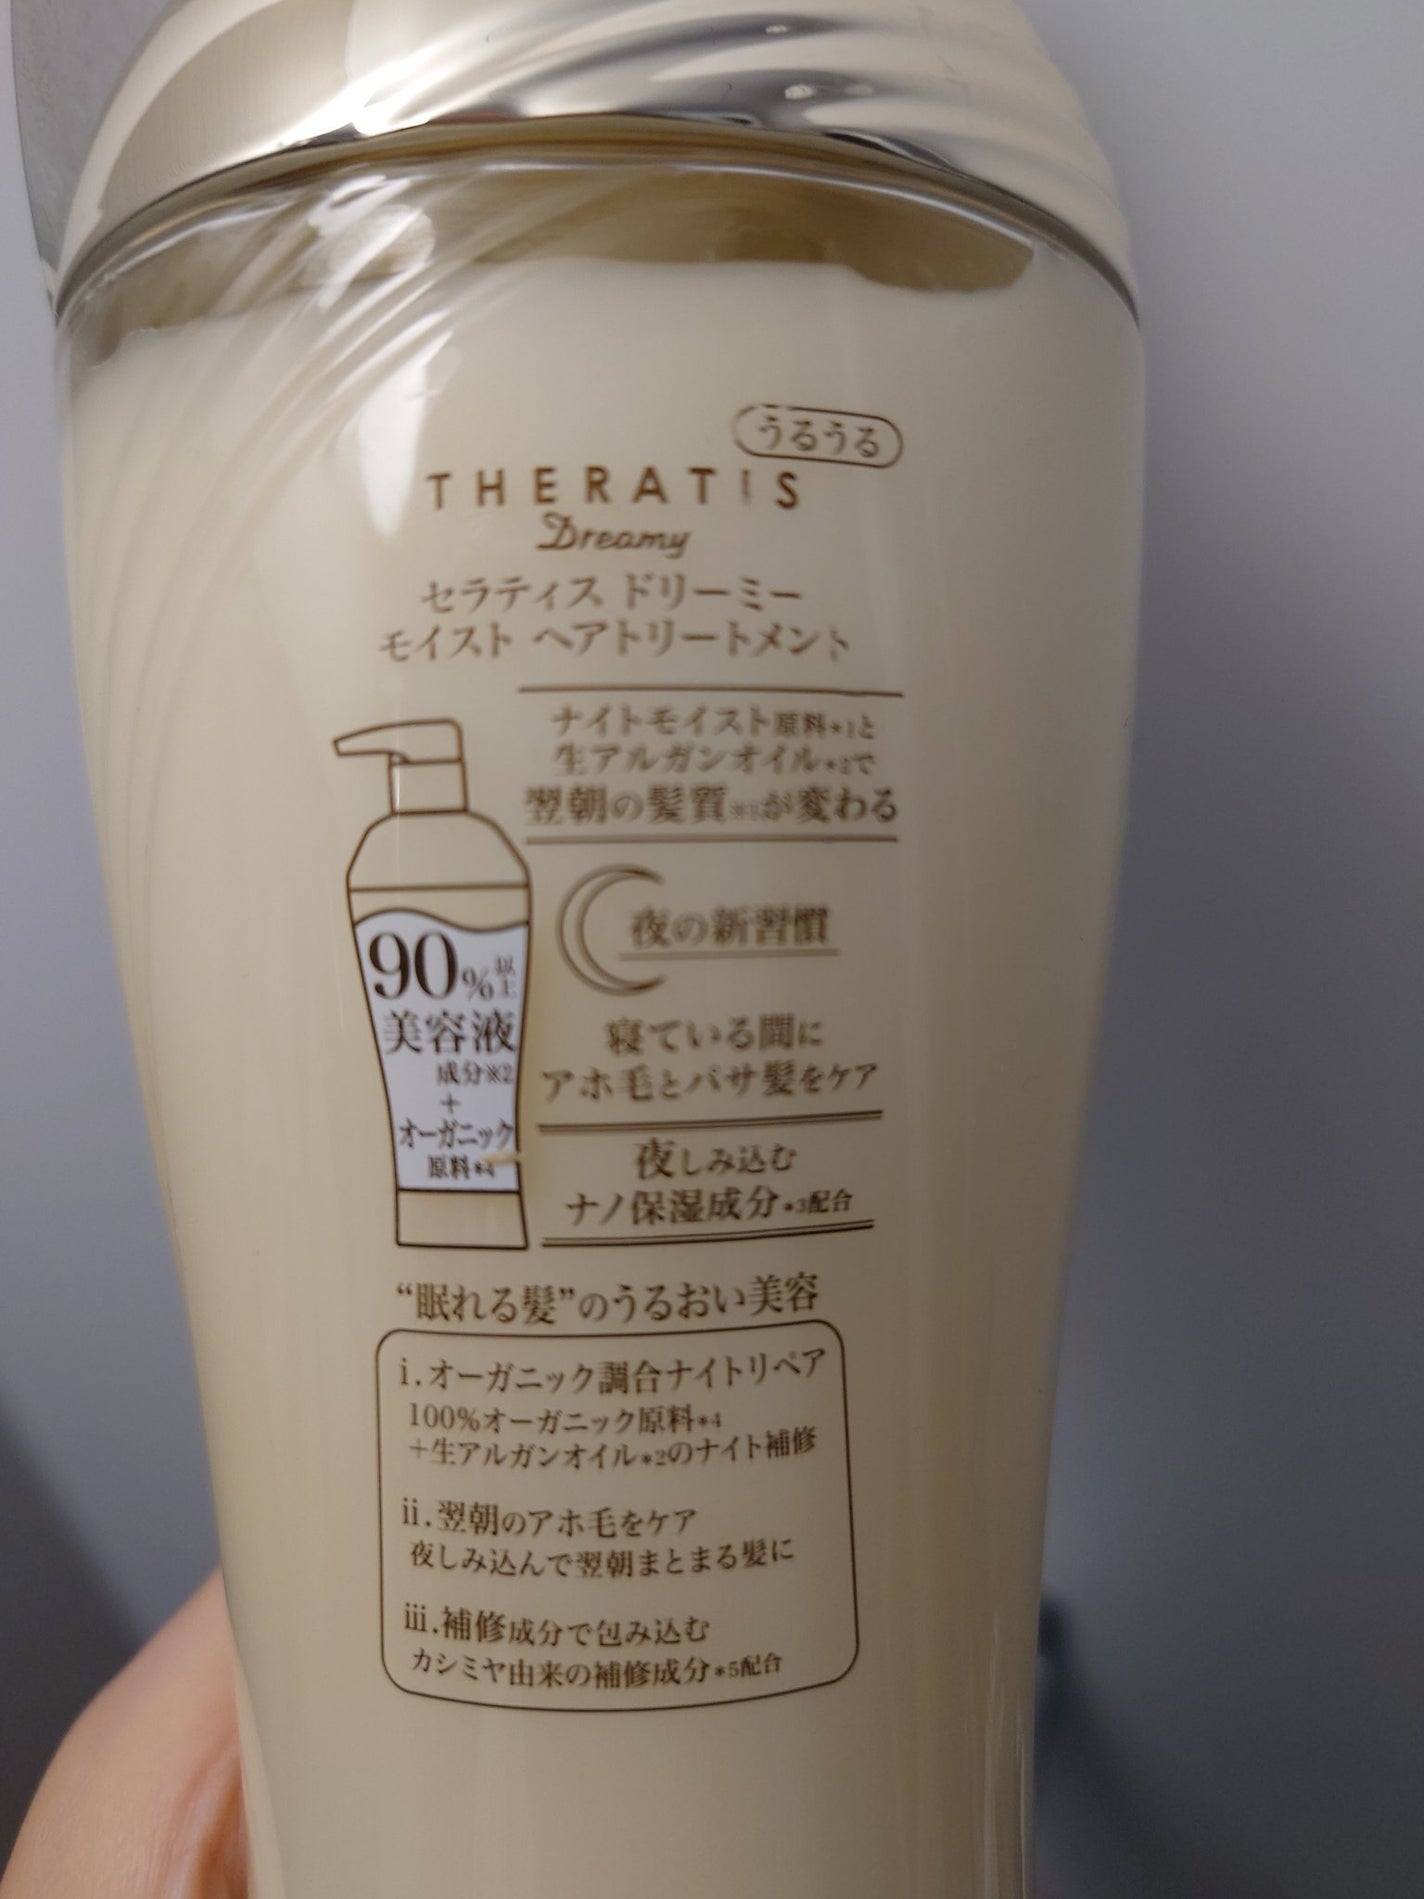 うるうる
THERATIS
Dreamy
セラティス ドリーミー
モイスト ヘアトリートメント
ナイトモイスト原料*1と
生アルガンオイル*2で
翌朝の髪質※1が変わる
夜の新習慣
寝ている間に
アホ毛とパサ髪をケア
夜しみ込む
ナノ保湿成分*3配合
90%以上
美容液
成分※2
+
オーガニック
原料*4
“眠れる髪”のうるおい美容
i.オーガニック調合ナイトリペア
100%オーガニック原料*4
+生アルガンオイル*2のナイト補修
ii.翌朝のアホ毛をケア
夜しみ込んで翌朝まとまる髪に
iii.補修成分で包み込む
カシミヤ由来の補修成分*5配合